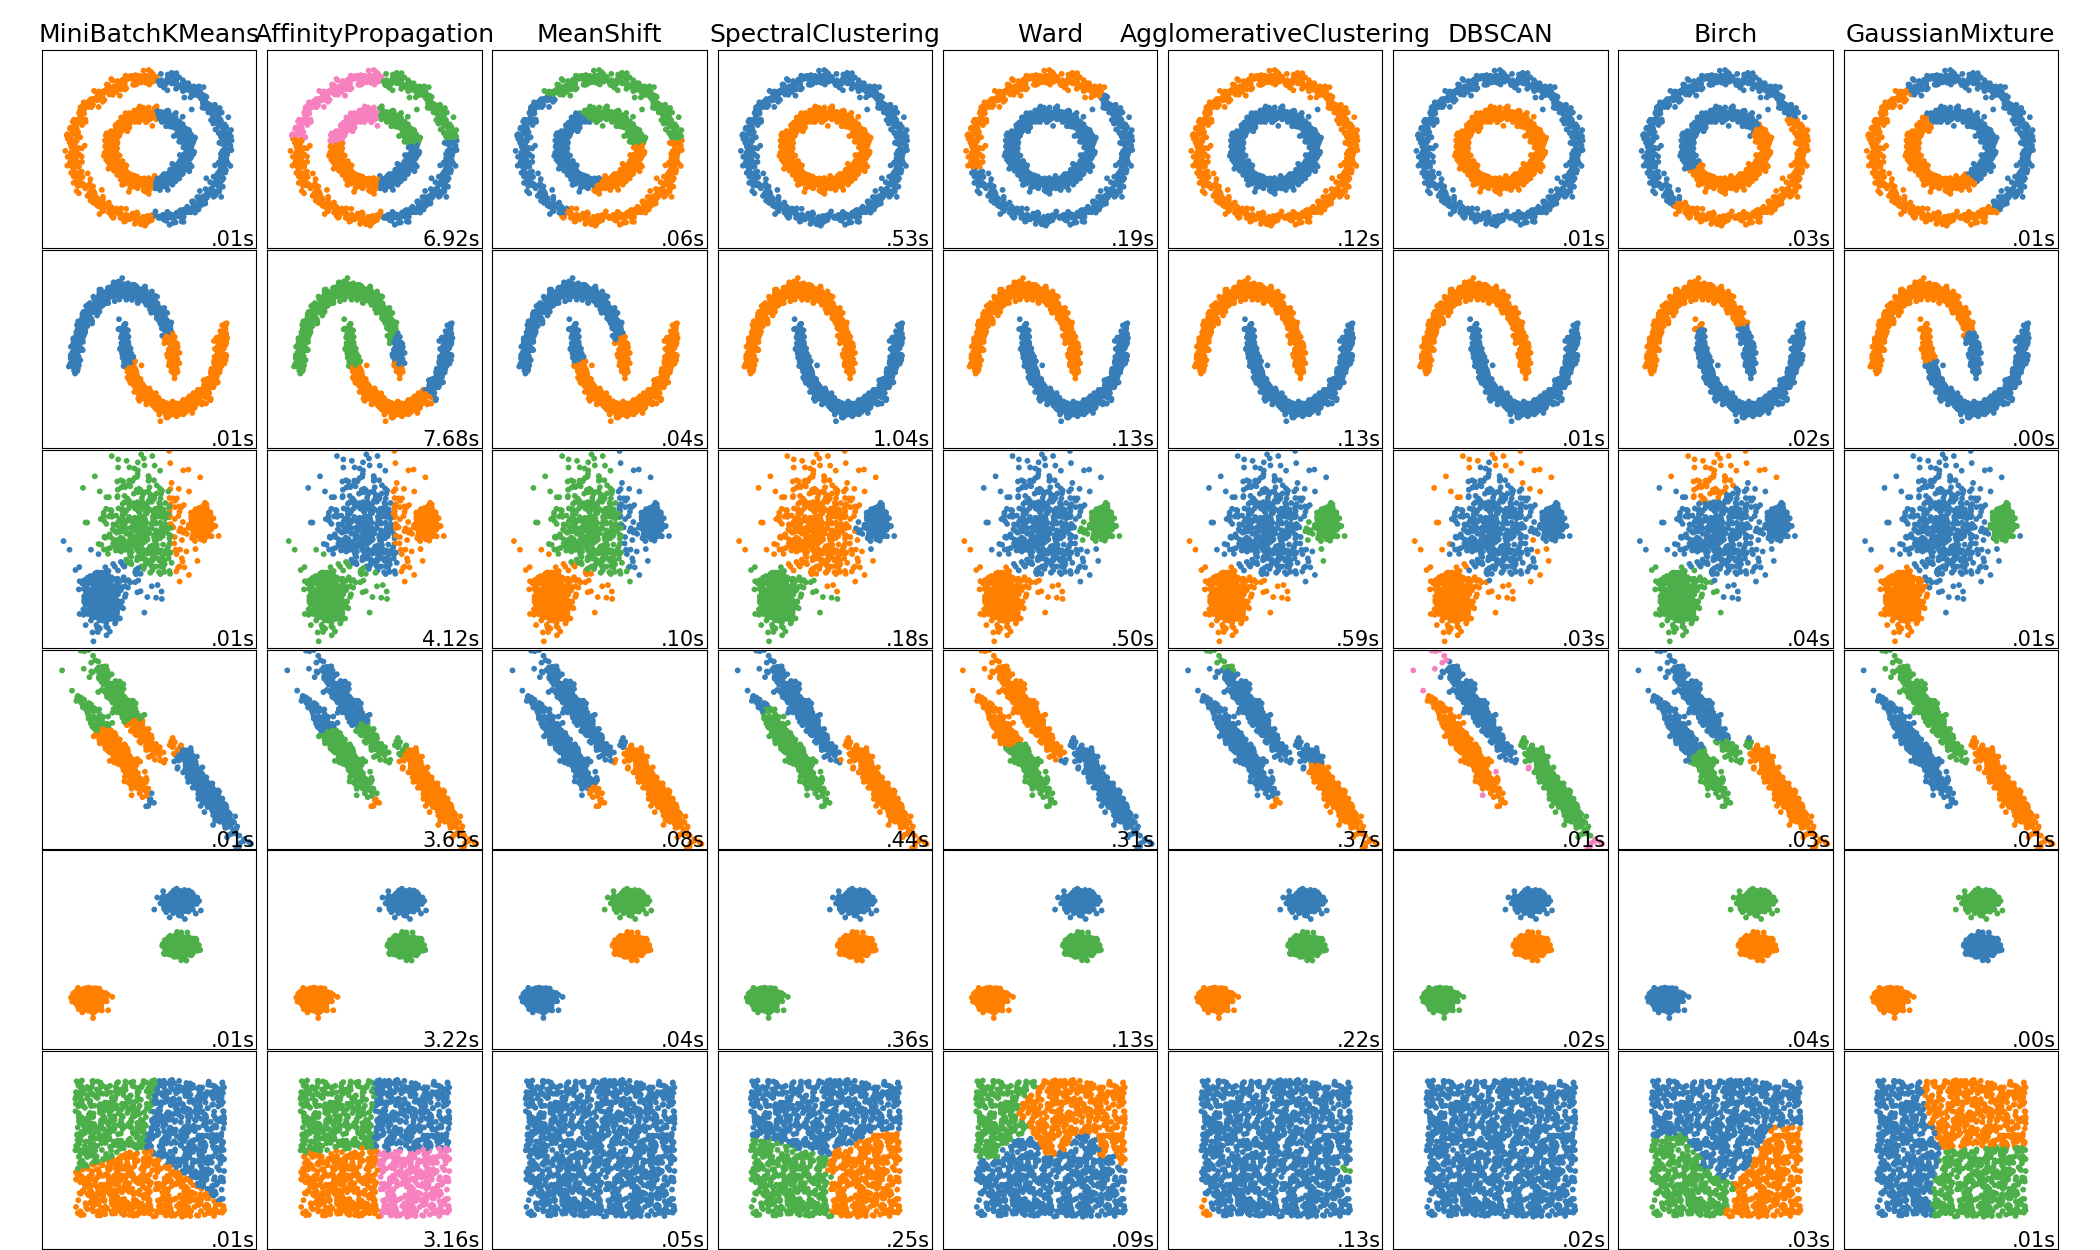 MiniBatchKMeans AffinityPropagation MeanShift SpectralClustering Ward AgglomerativeClustering DBSCAN Birch GaussianMixture
.01s 6.92s .06s .53s .19s .12s .01s .03s .01s
.01s 7.68s .04s 1.04s .13s .13s .01s .02s .00s
.01s 4.12s .10s .18s .50s .59s .03s .04s .01s
.01s 3.65s .08s .44s .31s .37s .01s .03s .01s
.01s 3.22s .04s .36s .13s .22s .02s .04s .00s
.01s 3.16s .05s .25s .09s .13s .02s .03s .01s